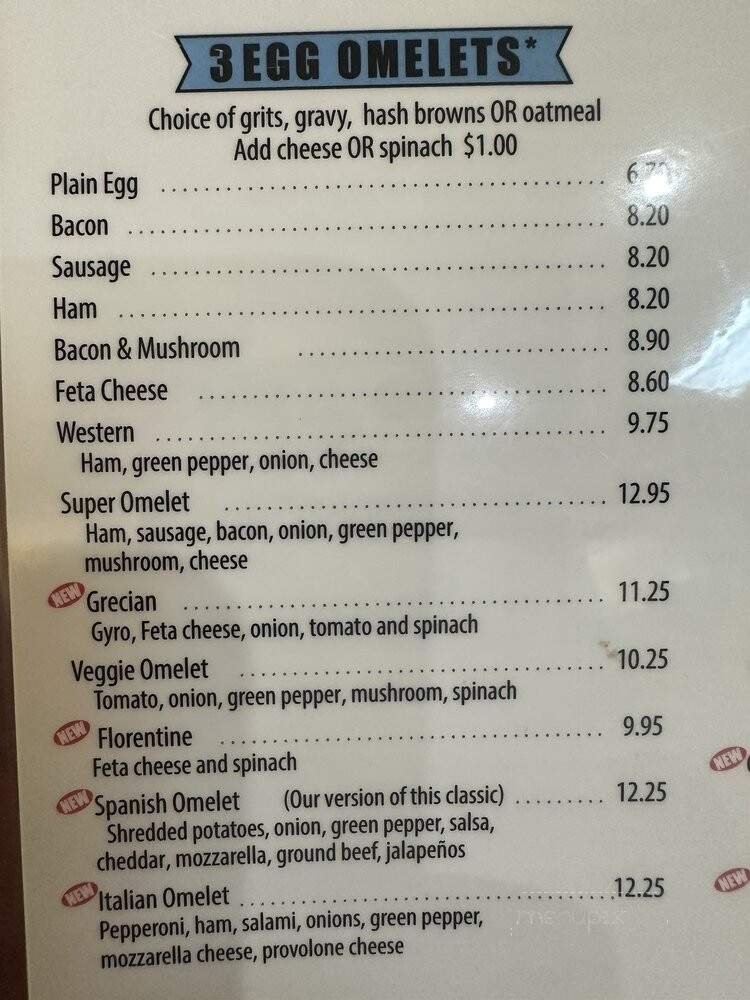 3 EGG OMELETS*
Choice of grits, gravy, hash browns OR oatmeal
Add cheese OR spinach $1.00
Plain Egg ........................................ 6.70
Bacon ........................................ 8.20
Sausage ........................................ 8.20
Ham ........................................ 8.20
Bacon & Mushroom ........................................ 8.90
Feta Cheese ........................................ 8.60
Western ........................................ 9.75
Ham, green pepper, onion, cheese
Super Omelet ........................................ 12.95
Ham, sausage, bacon, onion, green pepper,
mushroom, cheese
NEW Grecian ........................................ 11.25
Gyro, Feta cheese, onion, tomato and spinach
Veggie Omelet ........................................ 10.25
Tomato, onion, green pepper, mushroom, spinach
NEW Florentine ........................................ 9.95
Feta cheese and spinach
NEW
NEW Spanish Omelet (Our version of this classic) ......... 12.25
Shredded potatoes, onion, green pepper, salsa,
cheddar, mozzarella, ground beef, jalapeños
NEW Italian Omelet ........................................ 12.25
NEW
Pepperoni, ham, salami, onions, green pepper,
mozzarella cheese, provolone cheese
menupix